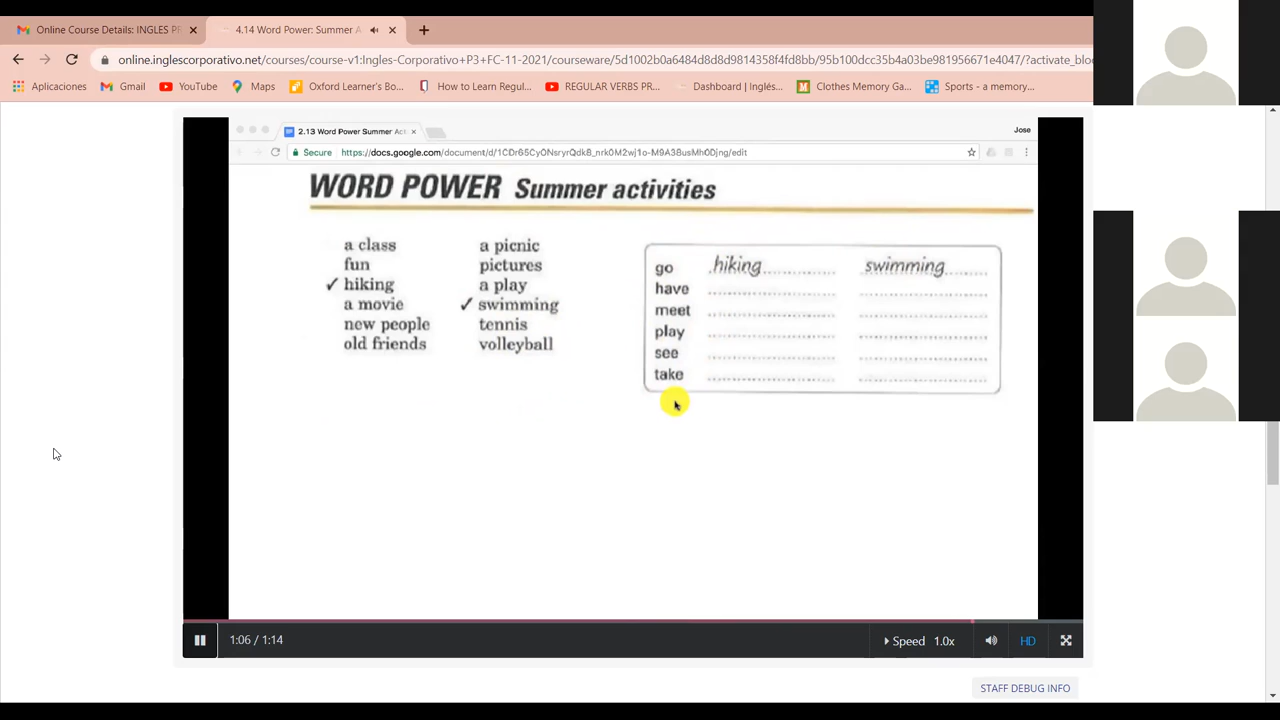 Online Course Details: INGLES PR
4.14 Word Power: Summer A
online.inglescorporativo.net/courses/course-v1:Ingles-Corporativo+P3+FC-11-2021/courseware/5d1002b0a6484d8d8d9814358f4fd8bb/95b100dcc35b4a03be981956671e4047/?activate_bloc
Aplicaciones
Gmail
YouTube
Maps
Oxford Learner's Bo...
How to Learn Regul...
REGULAR VERBS PR...
Dashboard | Inglés...
Clothes Memory Ga...
Sports - a memory...
2.13 Word Power Summer Act
Jose
Secure
WORD POWER Summer activities
a class
fun
✓ hiking
a movie
new people
old friends
a picnic
pictures
a play
✓ swimming
tennis
volleyball
go hiking swimming
have
meet
play
see
take
1:06 / 1:14
Speed 1.0x
HD
STAFF DEBUG INFO